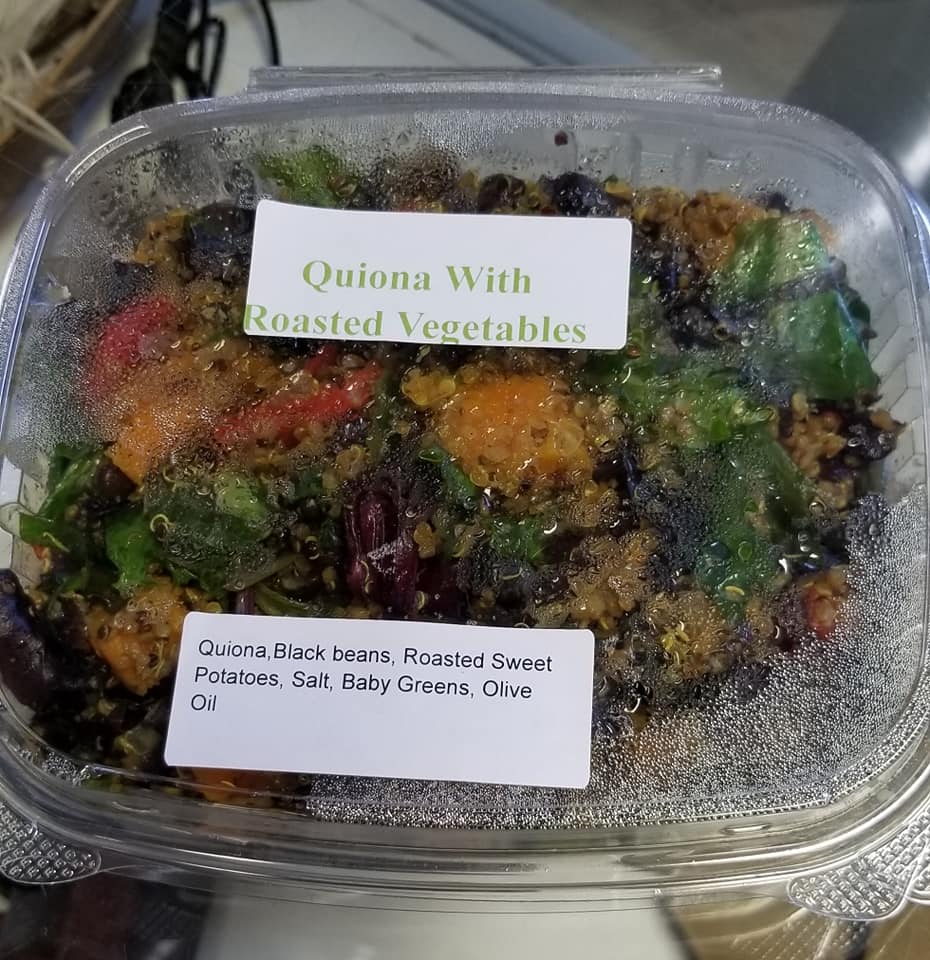 Quiona With
Roasted Vegetables
Quiona,Black beans, Roasted Sweet
Potatoes, Salt, Baby Greens, Olive
Oil